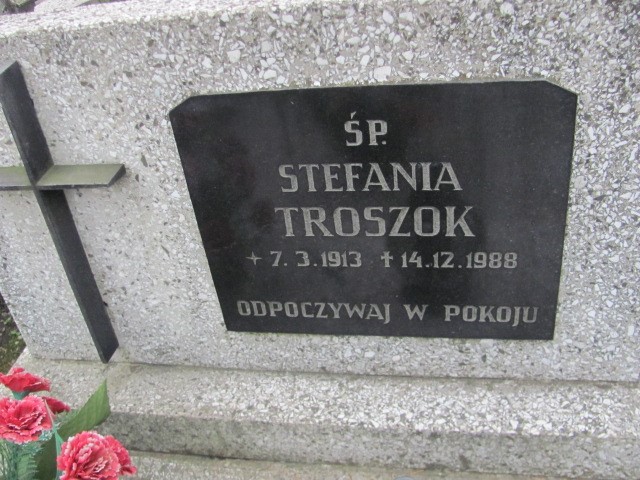 ŚP.
STEFANIA
TROSZOK
+ 7.3.1913 ✝ 14.12.1988
ODPOCZYWAJ W POKOJU